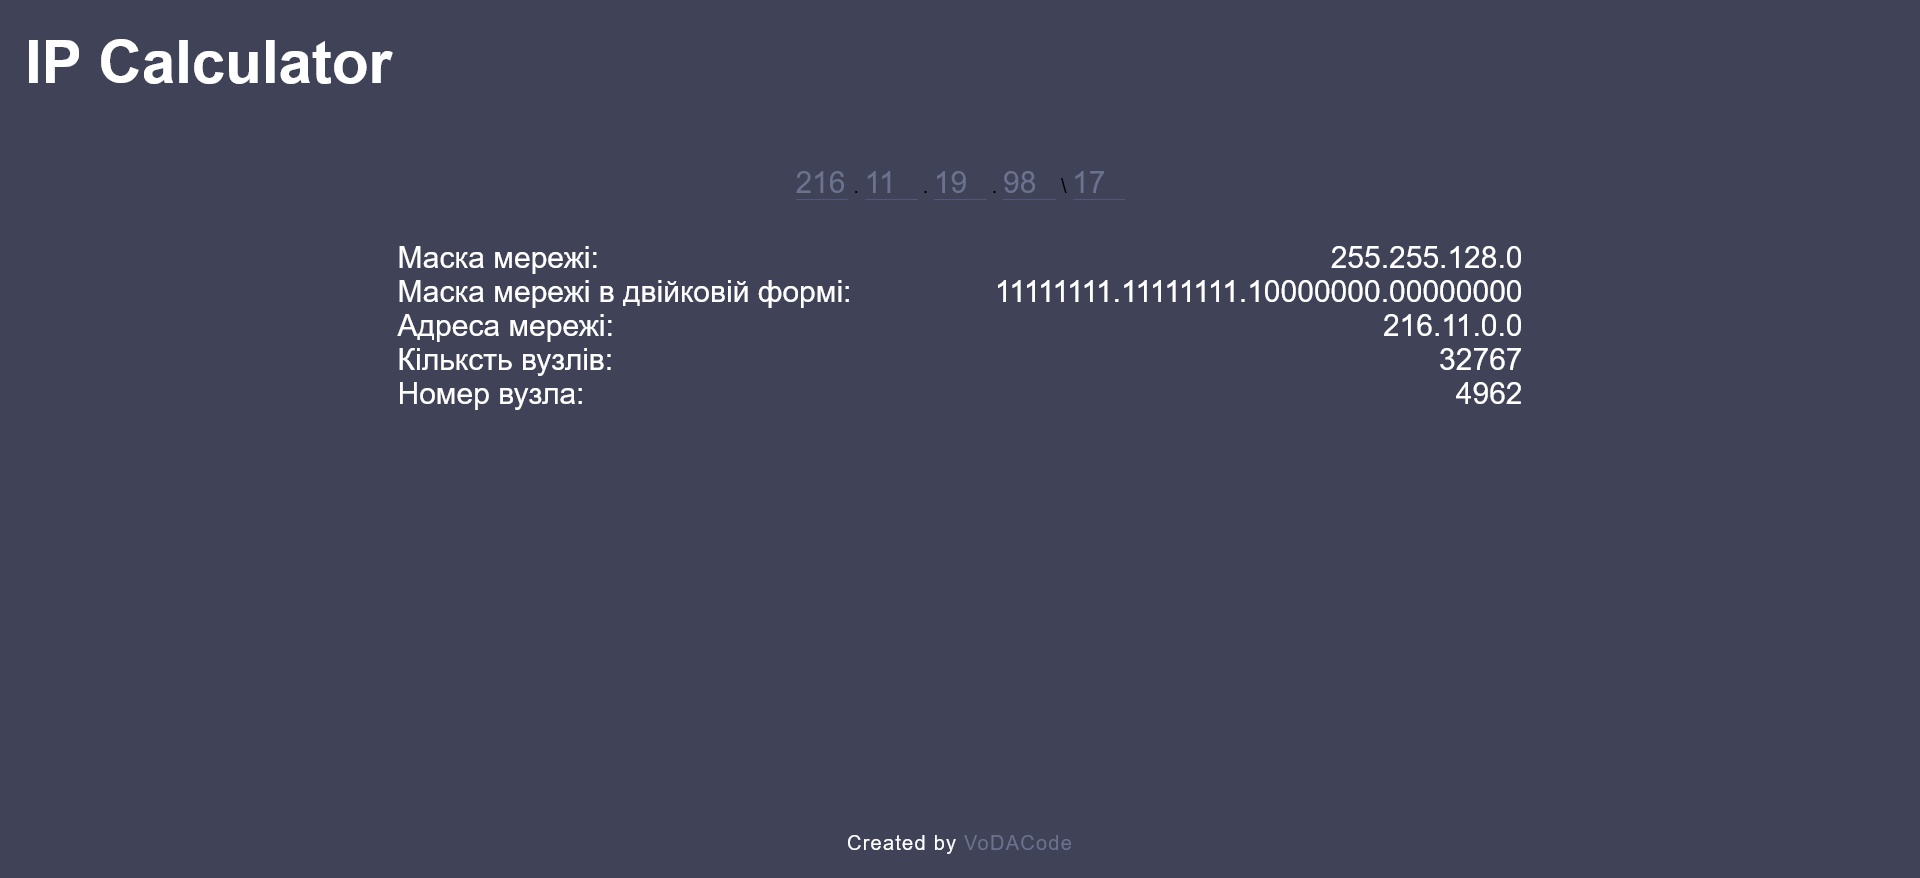 IP Calculator
216 . 11 . 19 . 98 \ 17
Маска мережі: 255.255.128.0
Маска мережі в двійковій формі: 11111111.11111111.10000000.00000000
Адреса мережі: 216.11.0.0
Кільксть вузлів: 32767
Номер вузла: 4962
Created by VoDACode